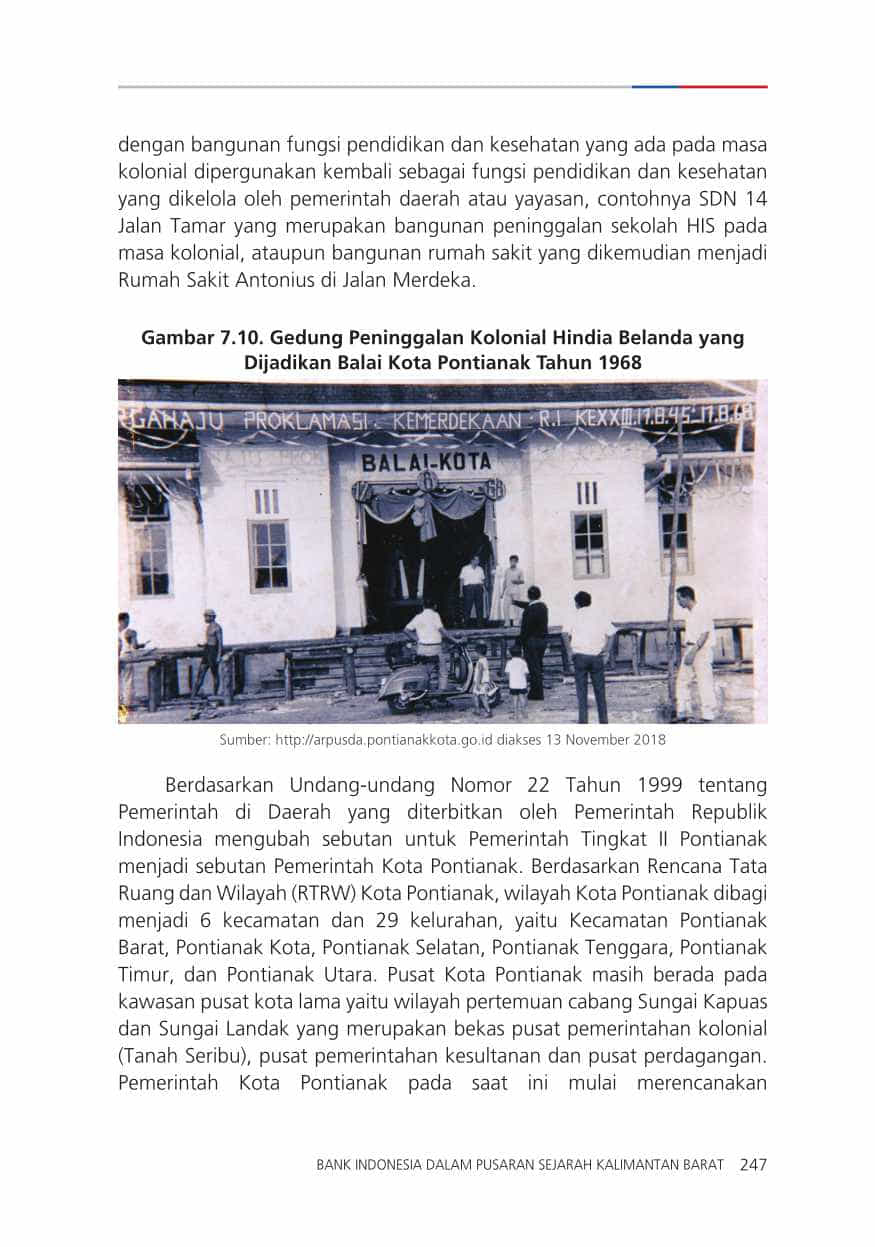 dengan bangunan fungsi pendidikan dan kesehatan yang ada pada masa
kolonial dipergunakan kembali sebagai fungsi pendidikan dan kesehatan
yang dikelola oleh pemerintah daerah atau yayasan, contohnya SDN 14
Jalan Tamar yang merupakan bangunan peninggalan sekolah HIS pada
masa kolonial, ataupun bangunan rumah sakit yang dikemudian menjadi
Rumah Sakit Antonius di Jalan Merdeka.
Gambar 7.10. Gedung Peninggalan Kolonial Hindia Belanda yang
Dijadikan Balai Kota Pontianak Tahun 1968
RGAHAJU PROKLAMASI. KEMERDEKAAN : R.I KEXXIII.17.8.45-17.8.68
BALAI-KOTA
17 8 68
Sumber: http://arpusda.pontianakkota.go.id diakses 13 November 2018
Berdasarkan Undang-undang Nomor 22 Tahun 1999 tentang
Pemerintah di Daerah yang diterbitkan oleh Pemerintah Republik
Indonesia mengubah sebutan untuk Pemerintah Tingkat II Pontianak
menjadi sebutan Pemerintah Kota Pontianak. Berdasarkan Rencana Tata
Ruang dan Wilayah (RTRW) Kota Pontianak, wilayah Kota Pontianak dibagi
menjadi 6 kecamatan dan 29 kelurahan, yaitu Kecamatan Pontianak
Barat, Pontianak Kota, Pontianak Selatan, Pontianak Tenggara, Pontianak
Timur, dan Pontianak Utara. Pusat Kota Pontianak masih berada pada
kawasan pusat kota lama yaitu wilayah pertemuan cabang Sungai Kapuas
dan Sungai Landak yang merupakan bekas pusat pemerintahan kolonial
(Tanah Seribu), pusat pemerintahan kesultanan dan pusat perdagangan.
Pemerintah Kota Pontianak pada saat ini mulai merencanakan
BANK INDONESIA DALAM PUSARAN SEJARAH KALIMANTAN BARAT 247